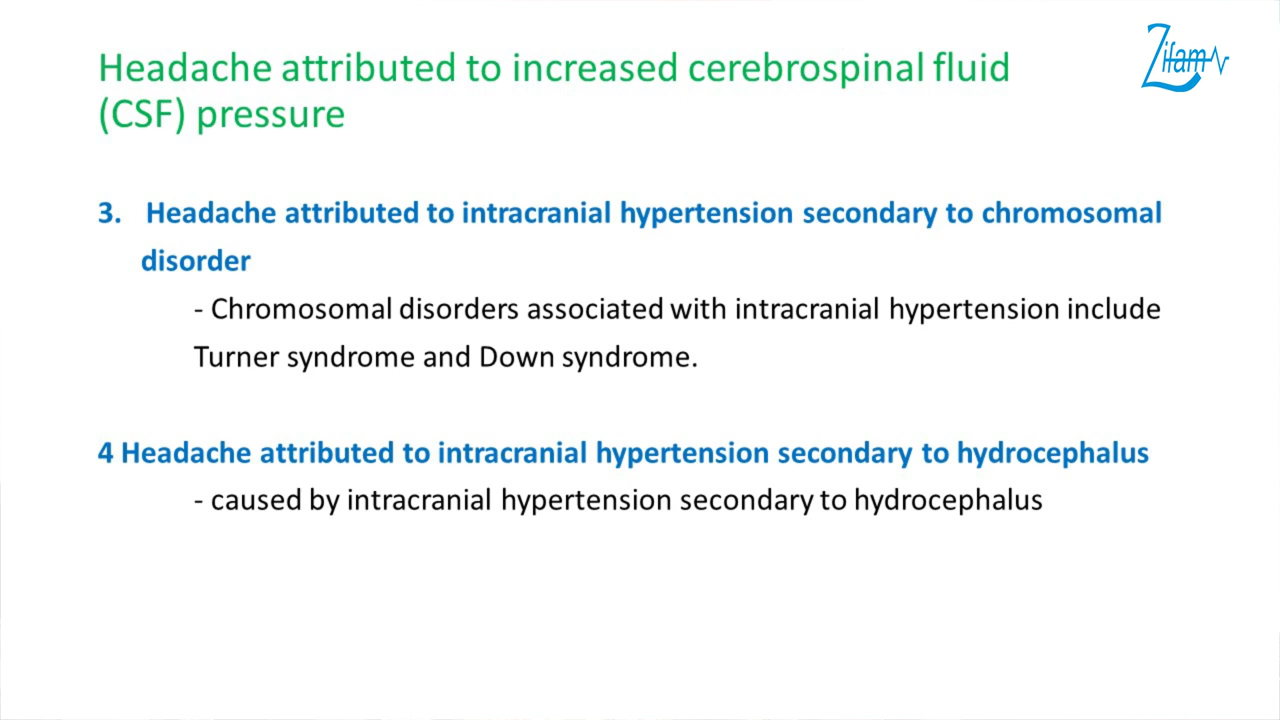 Headache attributed to increased cerebrospinal fluid
(CSF) pressure
Zifam
3. Headache attributed to intracranial hypertension secondary to chromosomal
disorder
- Chromosomal disorders associated with intracranial hypertension include
Turner syndrome and Down syndrome.
4 Headache attributed to intracranial hypertension secondary to hydrocephalus
- caused by intracranial hypertension secondary to hydrocephalus